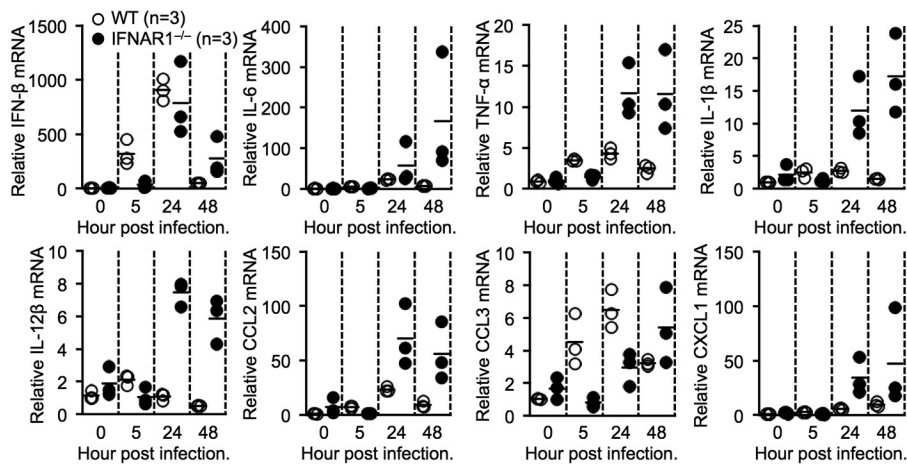 WT (n=3)
IFNAR1–/– (n=3)
Relative IFN-β mRNA
1500
1000
500
0
0 5 24 48
Hour post infection.
Relative IL-6 mRNA
400
300
200
100
0
0 5 24 48
Hour post infection.
Relative TNF-α mRNA
20
15
10
5
0
0 5 24 48
Hour post infection.
Relative IL-1β mRNA
25
20
15
10
5
0
0 5 24 48
Hour post infection.
Relative IL-12β mRNA
10
8
6
4
2
0
0 5 24 48
Hour post infection.
Relative CCL2 mRNA
150
100
50
0
0 5 24 48
Hour post infection.
Relative CCL3 mRNA
10
8
6
4
2
0
0 5 24 48
Hour post infection.
Relative CXCL1 mRNA
150
100
50
0
0 5 24 48
Hour post infection.